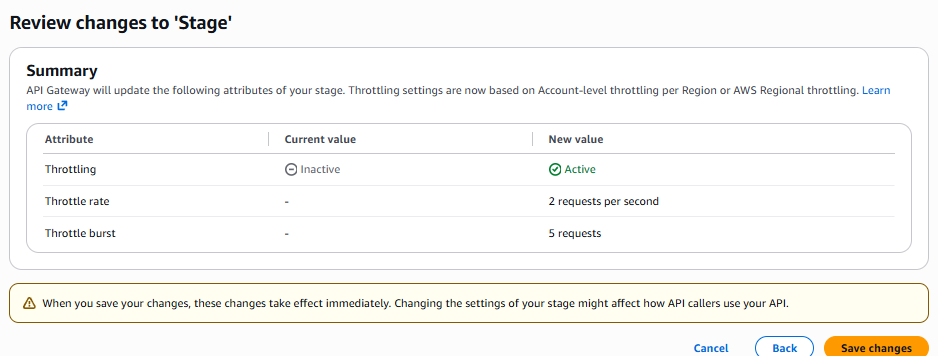 Review changes to 'Stage'
Summary
API Gateway will update the following attributes of your stage. Throttling settings are now based on Account-level throttling per Region or AWS Regional throttling. Learn
more
Attribute Current value New value
Throttling Inactive Active
Throttle rate - 2 requests per second
Throttle burst - 5 requests
When you save your changes, these changes take effect immediately. Changing the settings of your stage might affect how API callers use your API.
Cancel Back Save changes